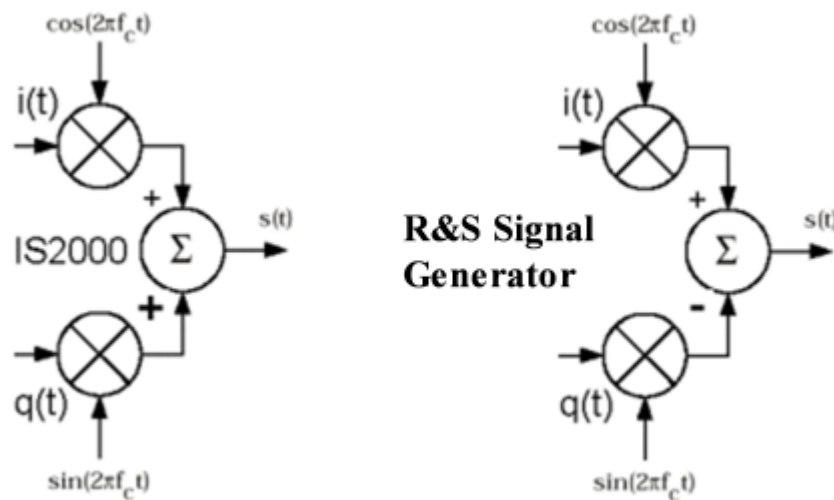 cos(2πf_ct)
i(t)
+
s(t)
IS2000
Σ
+
q(t)
sin(2πf_ct)
cos(2πf_ct)
i(t)
+
s(t)
R&S Signal
Generator
Σ
-
q(t)
sin(2πf_ct)